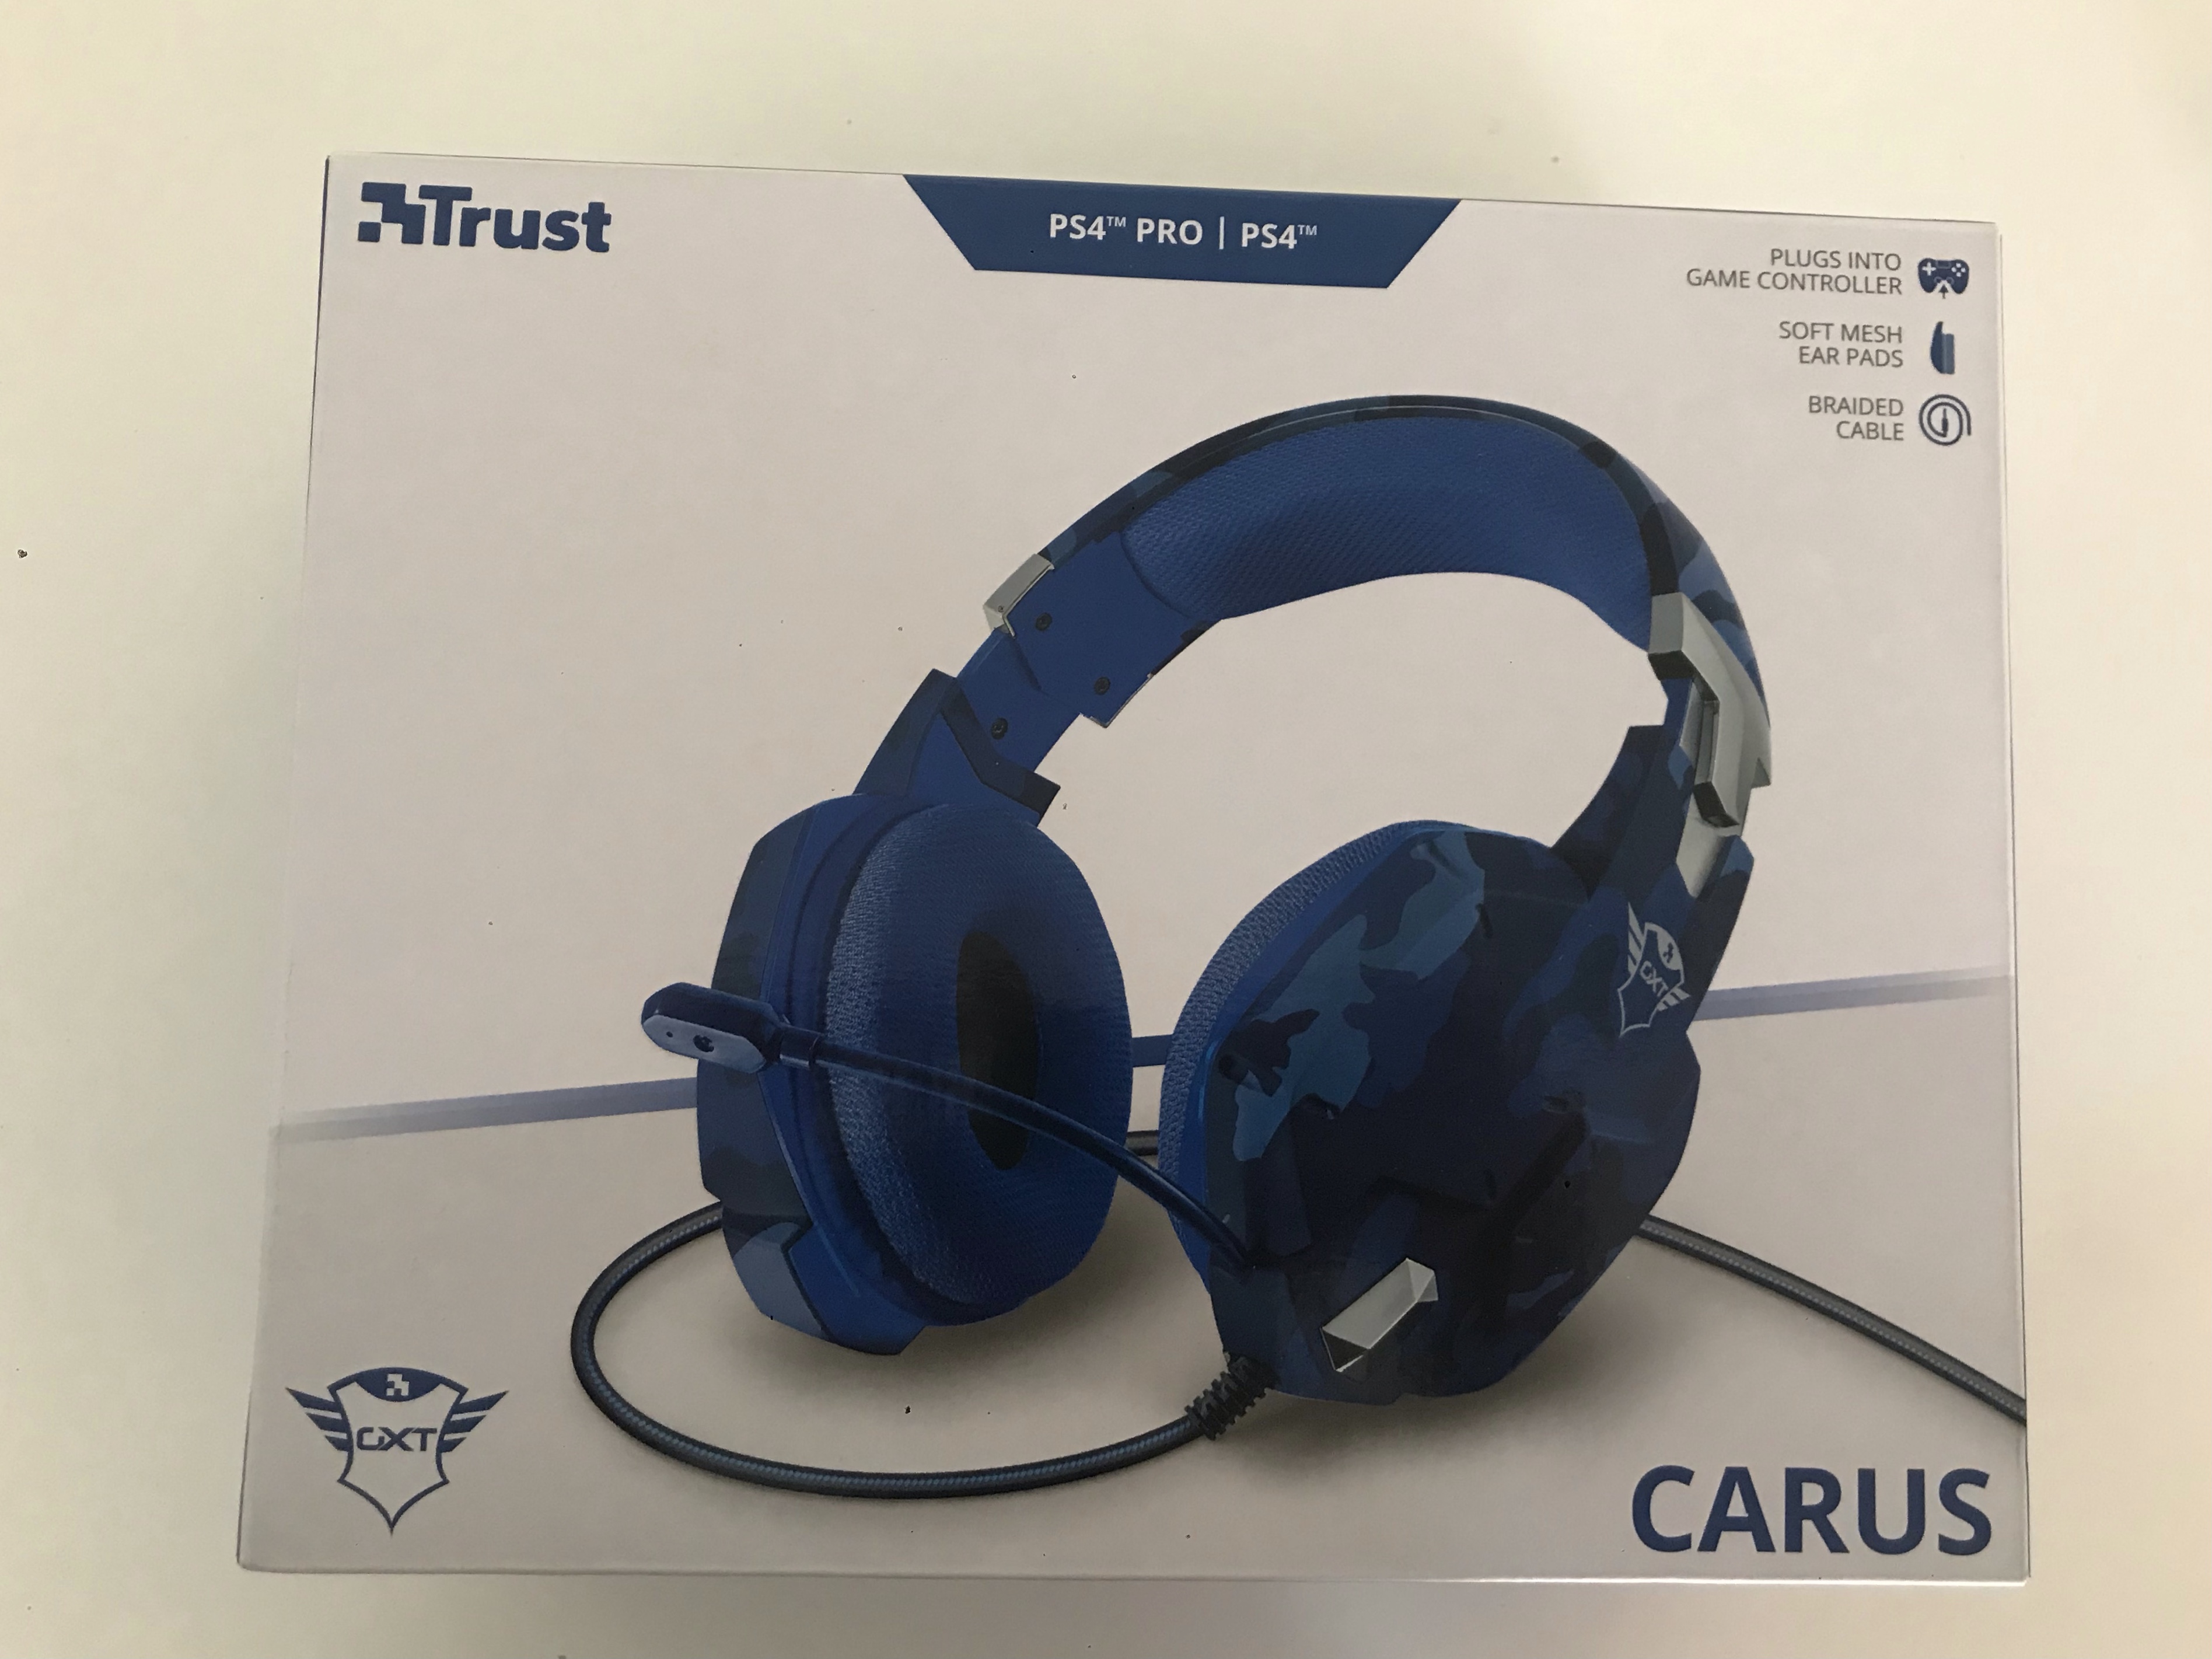 Trust
PS4™ PRO | PS4™
PLUGS INTO
GAME CONTROLLER
SOFT MESH
EAR PADS
BRAIDED
CABLE
GXT
GXT
CARUS